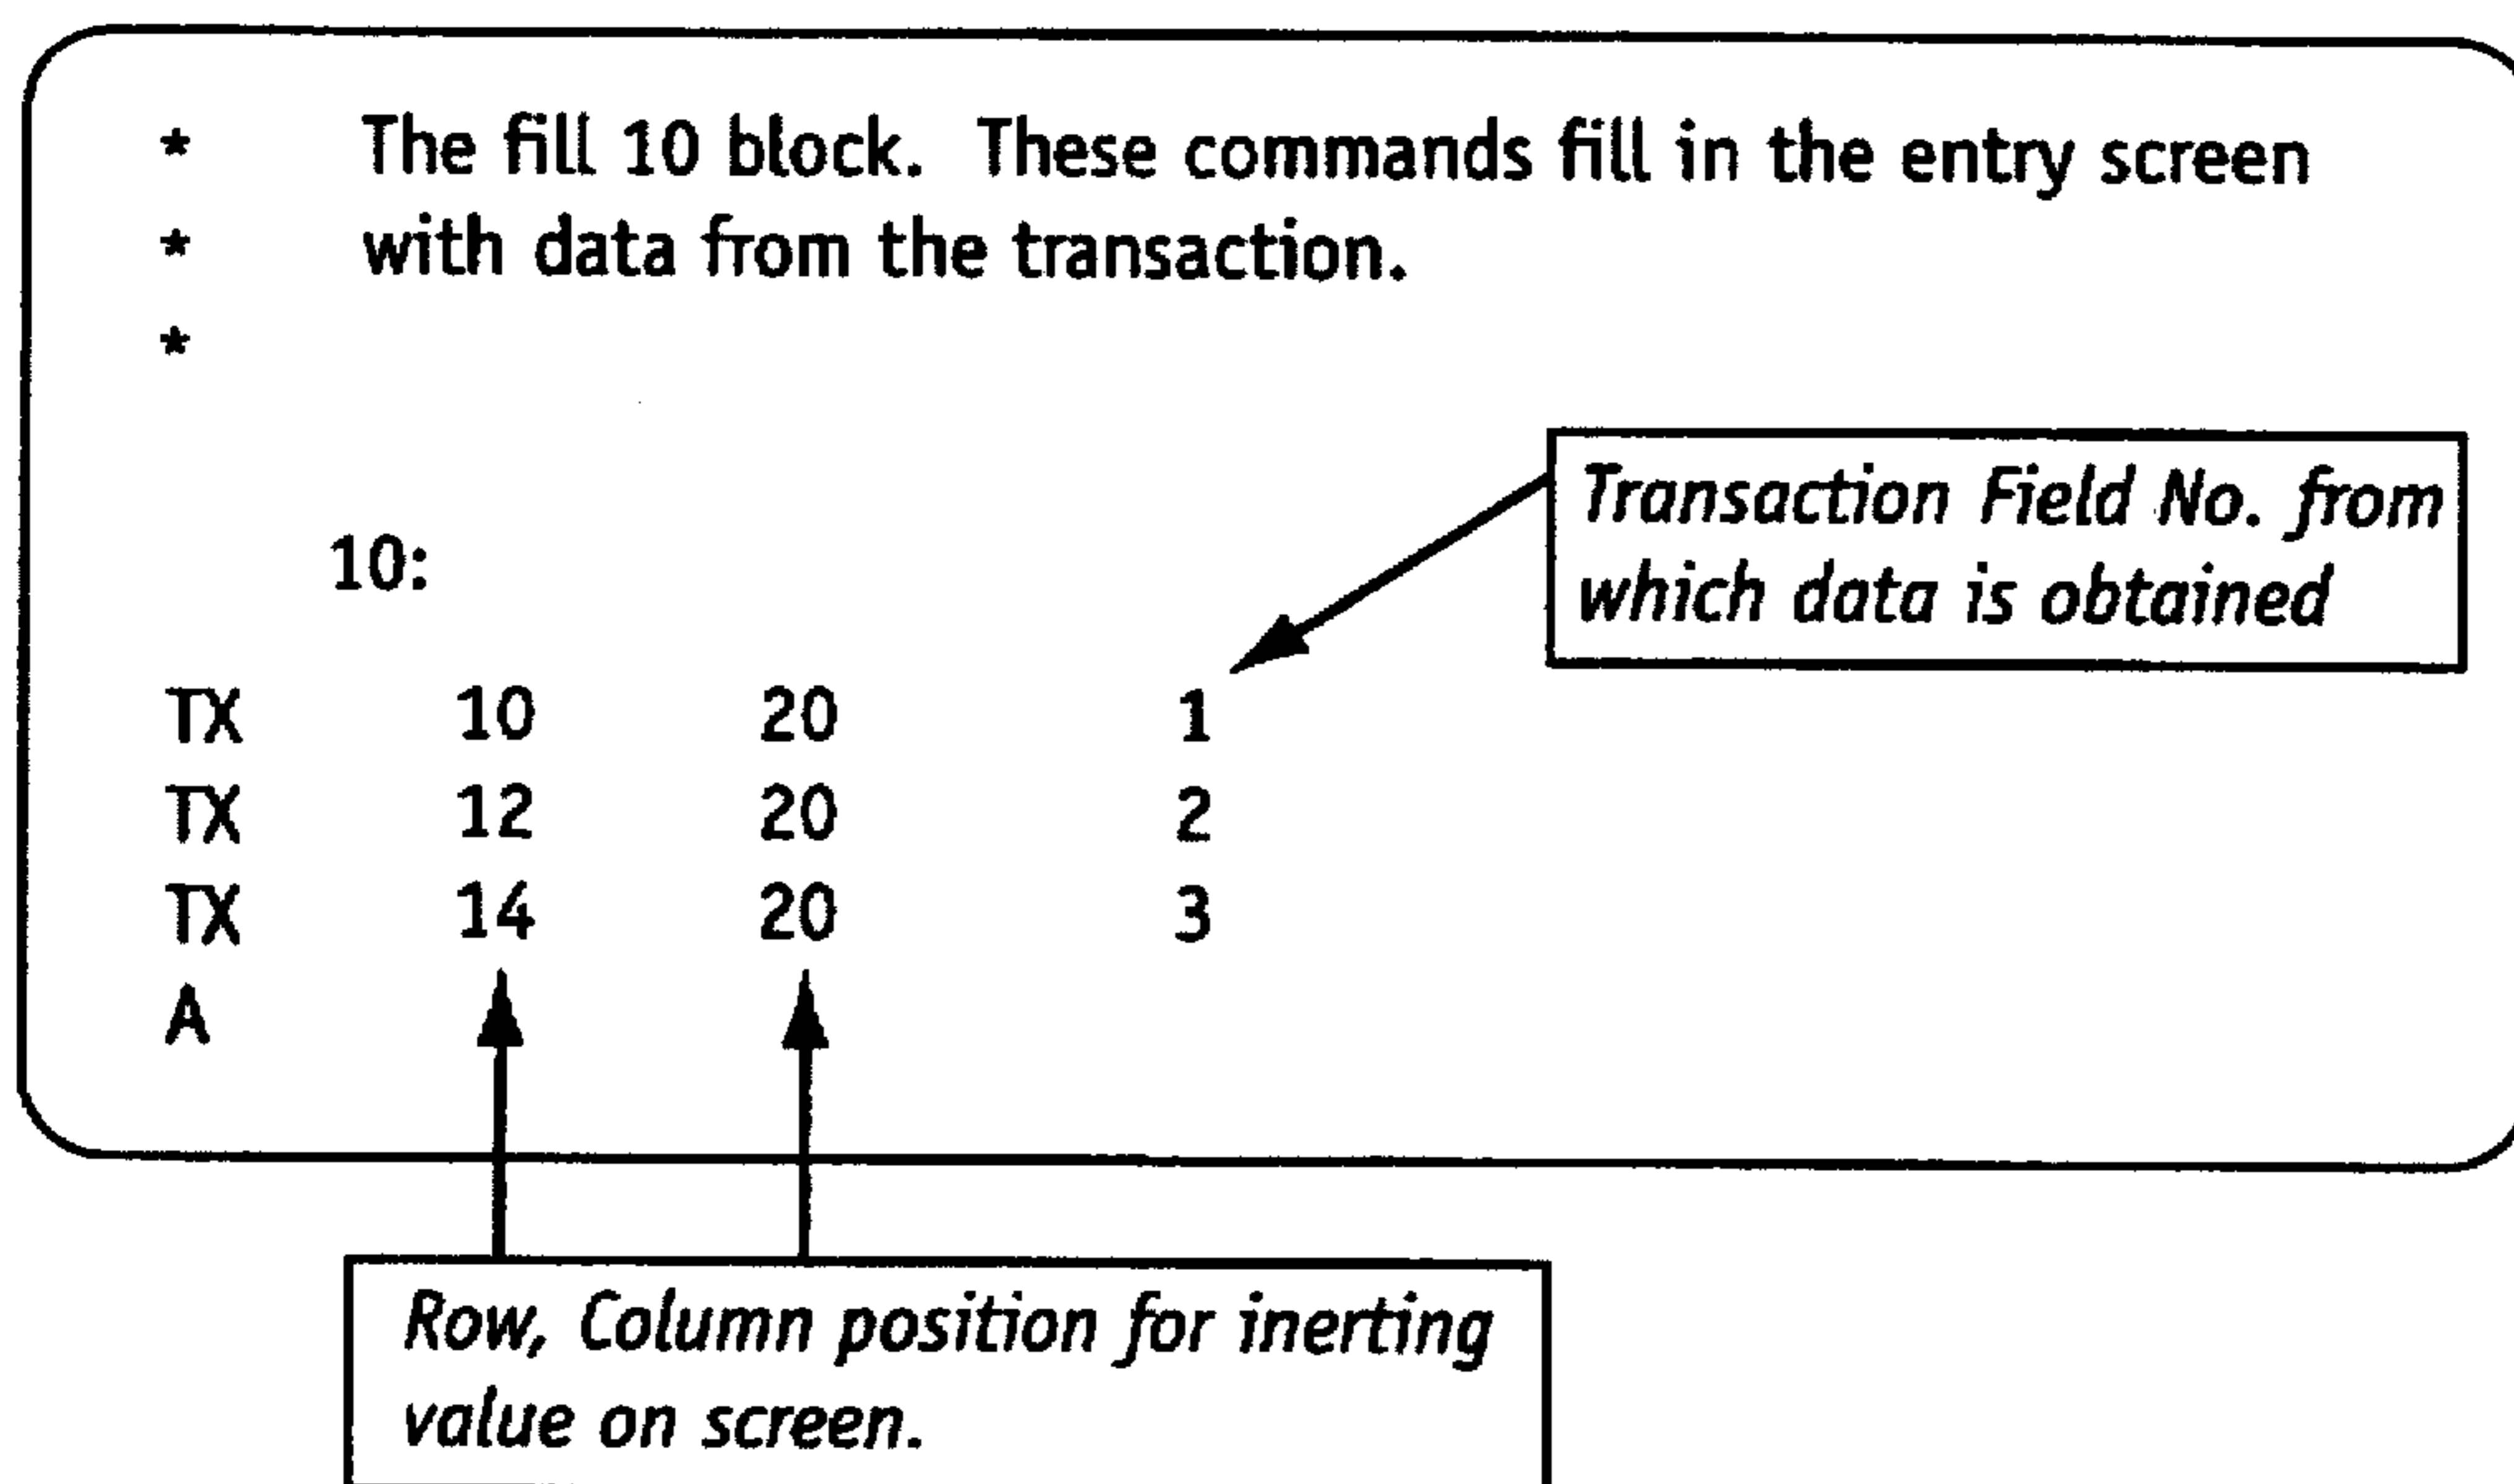 * The fill 10 block. These commands fill in the entry screen
* with data from the transaction.
*
Transaction Field No. from
which data is obtained
10:
TX 10 20 1
TX 12 20 2
TX 14 20 3
A
Row, Column position for inerting
value on screen.